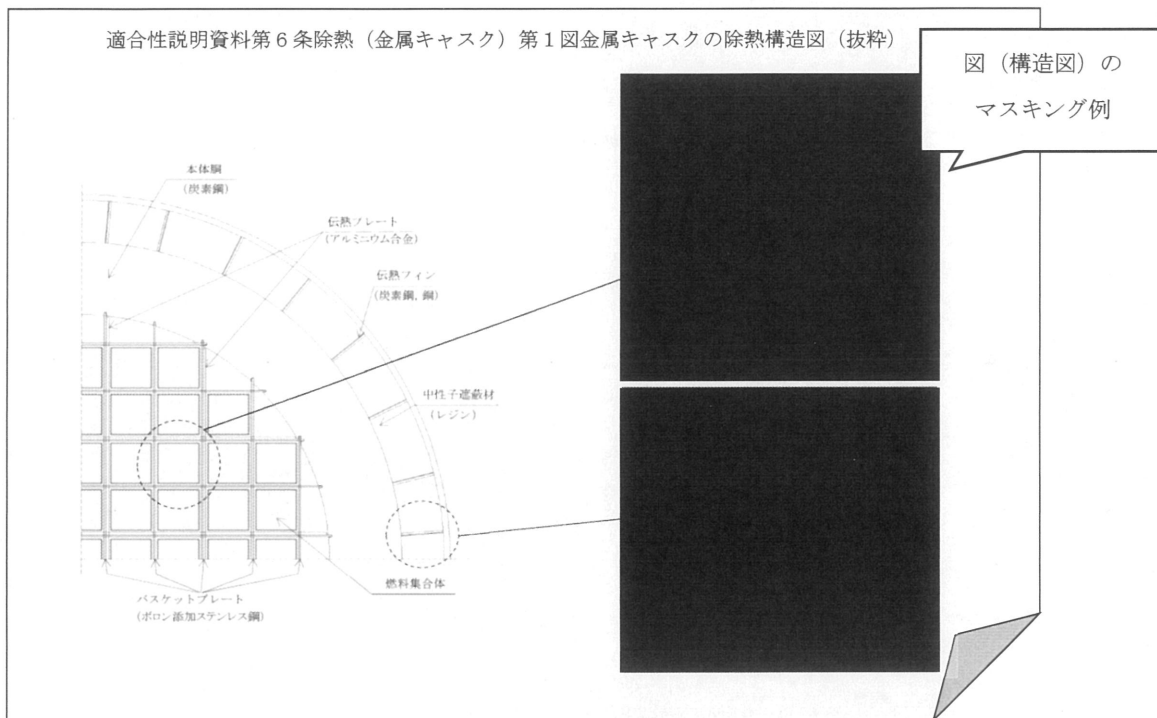 適合性説明資料第６条除熱（金属キャスク）第１図金属キャスクの除熱構造図（抜粋）
図（構造図）の
マスキング例
本体胴
(炭素鋼)
伝熱プレート
(アルミニウム合金)
伝熱フィン
(炭素鋼, 銅)
中性子遮蔽材
(レジン)
燃料集合体
バスケットプレート
(ボロン添加ステンレス鋼)